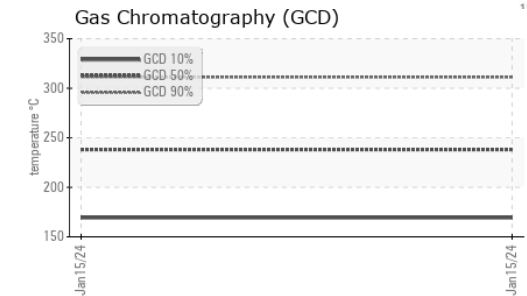 Gas Chromatography (GCD)
350
300
250
200
150
temperature °C
GCD 10%
GCD 50%
GCD 90%
Jan15/24
Jan15/24